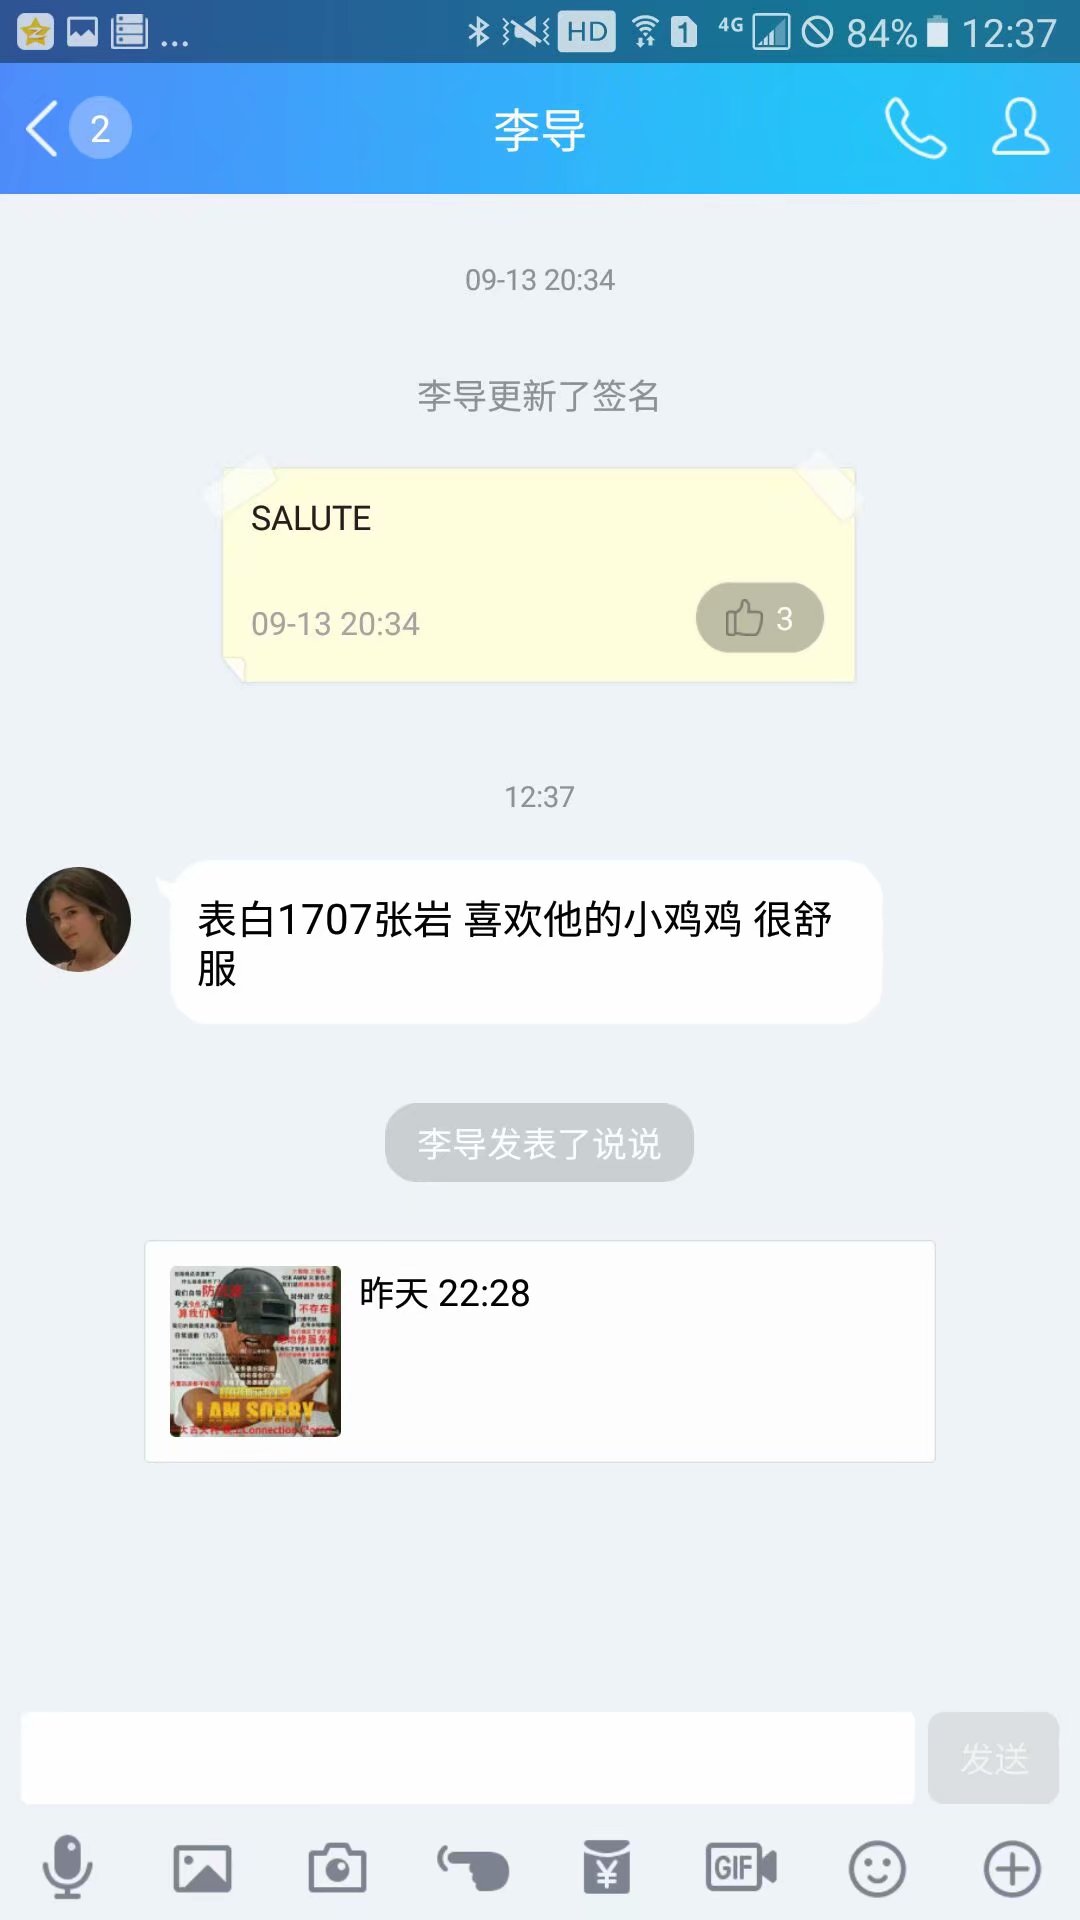 HD 1 4G 84% 12:37
2 李导
09-13 20:34
李导更新了签名
SALUTE
09-13 20:34 3
12:37
表白1707张岩 喜欢他的小鸡鸡 很舒
服
李导发表了说说
昨天 22:28
I AM SORRY
发送
GIF